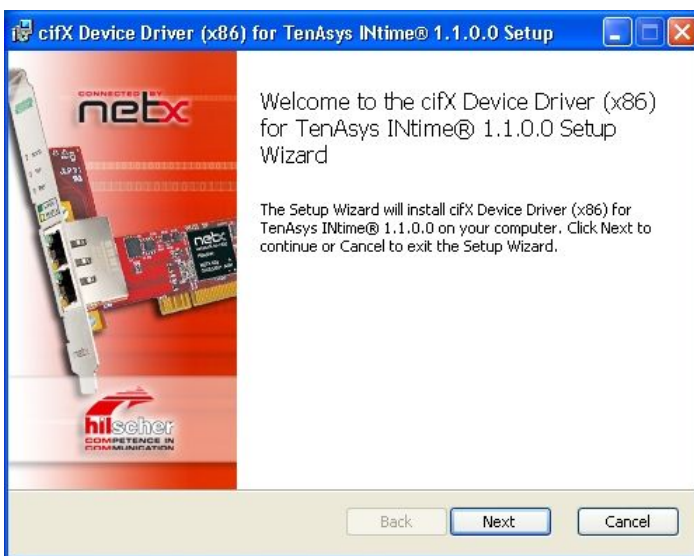 cifX Device Driver (x86) for TenAsys INtime® 1.1.0.0 Setup
CONNECTED BY
netX
Welcome to the cifX Device Driver (x86)
for TenAsys INtime® 1.1.0.0 Setup
Wizard
The Setup Wizard will install cifX Device Driver (x86) for
TenAsys INtime® 1.1.0.0 on your computer. Click Next to
continue or Cancel to exit the Setup Wizard.
netX
hilscher
COMPETENCE IN
COMMUNICATION
Back
Next
Cancel